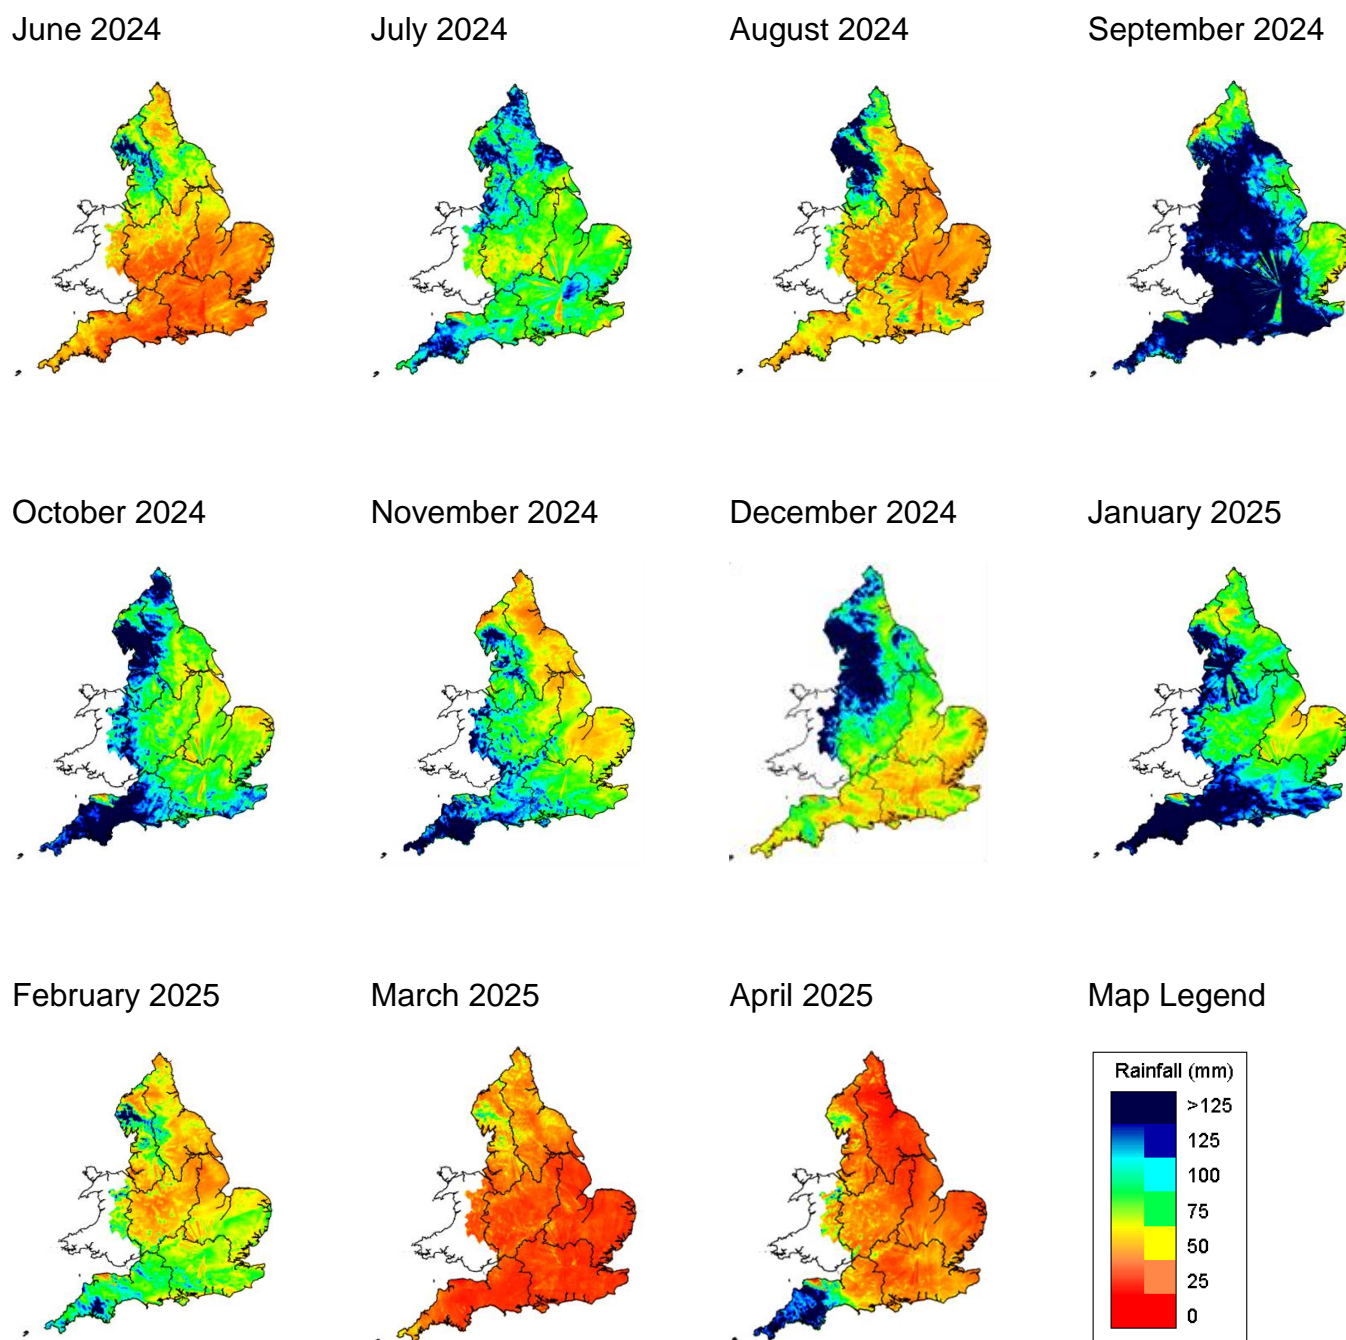 June 2024
July 2024
August 2024
September 2024
October 2024
November 2024
December 2024
January 2025
February 2025
March 2025
April 2025
Map Legend
Rainfall (mm)
>125
125
100
75
50
25
0